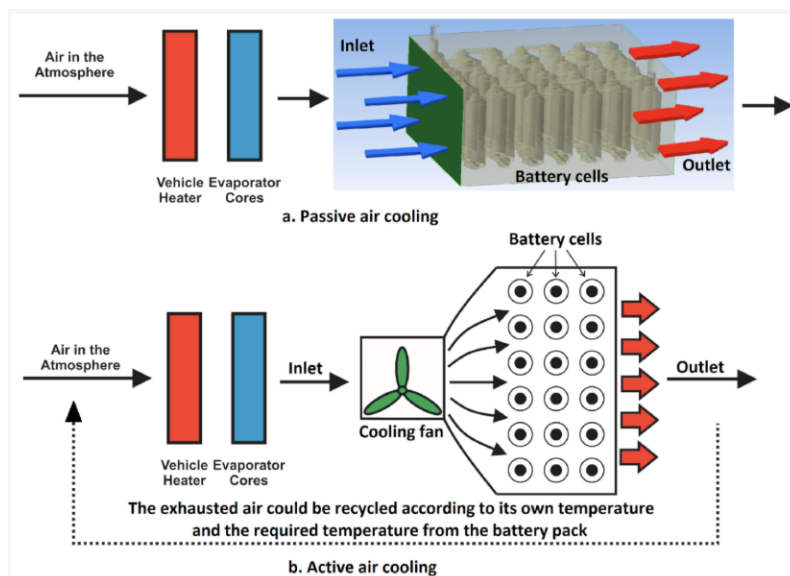 Air in the
Atmosphere
Inlet
Outlet
Battery cells
Vehicle Evaporator
Heater Cores
a. Passive air cooling
Battery cells
Air in the
Atmosphere
Inlet
Outlet
Cooling fan
Vehicle Evaporator
Heater Cores
The exhausted air could be recycled according to its own temperature
and the required temperature from the battery pack
b. Active air cooling